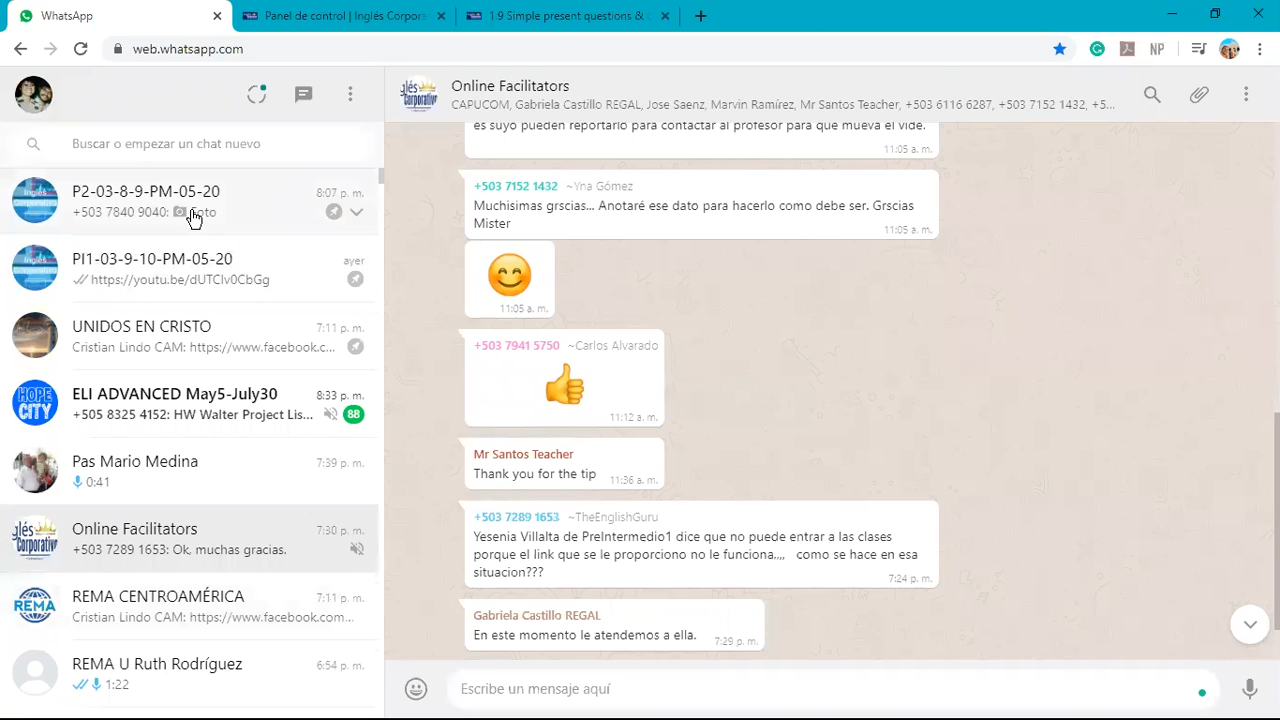 WhatsApp
Panel de control | Inglés Corpor
1.9 Simple present questions &
web.whatsapp.com
NP
Online Facilitators
CAPUCOM, Gabriela Castillo REGAL, Jose Saenz, Marvin Ramírez, Mr Santos Teacher, +503 6116 6287, +503 7152 1432, +5...
Buscar o empezar un chat nuevo
P2-03-8-9-PM-05-20
8:07 p. m.
+503 7840 9040: Foto
PI1-03-9-10-PM-05-20
ayer
https://youtu.be/dUTClv0CbGg
UNIDOS EN CRISTO
7:11 p. m.
Cristian Lindo CAM: https://www.facebook.c...
ELI ADVANCED May5-July30
8:33 p. m.
+505 8325 4152: HW Walter Project Lis...
88
Pas Mario Medina
7:39 p. m.
0:41
Online Facilitators
7:30 p. m.
+503 7289 1653: Ok, muchas gracias.
REMA CENTROAMÉRICA
7:11 p. m.
Cristian Lindo CAM: https://www.facebook.com...
REMA U Ruth Rodríguez
6:54 p. m.
1:22
es suyo pueden reportarlo para contactar al profesor para que mueva el vide.
11:05 a. m.
+503 7152 1432 ~Yna Gómez
Muchisimas grscias... Anotaré ese dato para hacerlo como debe ser. Grscias
Mister
11:05 a. m.
11:05 a. m.
+503 7941 5750 ~Carlos Alvarado
11:12 a. m.
Mr Santos Teacher
Thank you for the tip
11:36 a. m.
+503 7289 1653 ~TheEnglishGuru
Yesenia Villalta de PreIntermedio1 dice que no puede entrar a las clases
porque el link que se le proporciono no le funciona.,,, como se hace en esa
situacion???
7:24 p. m.
Gabriela Castillo REGAL
En este momento le atendemos a ella.
7:29 p. m.
Escribe un mensaje aquí